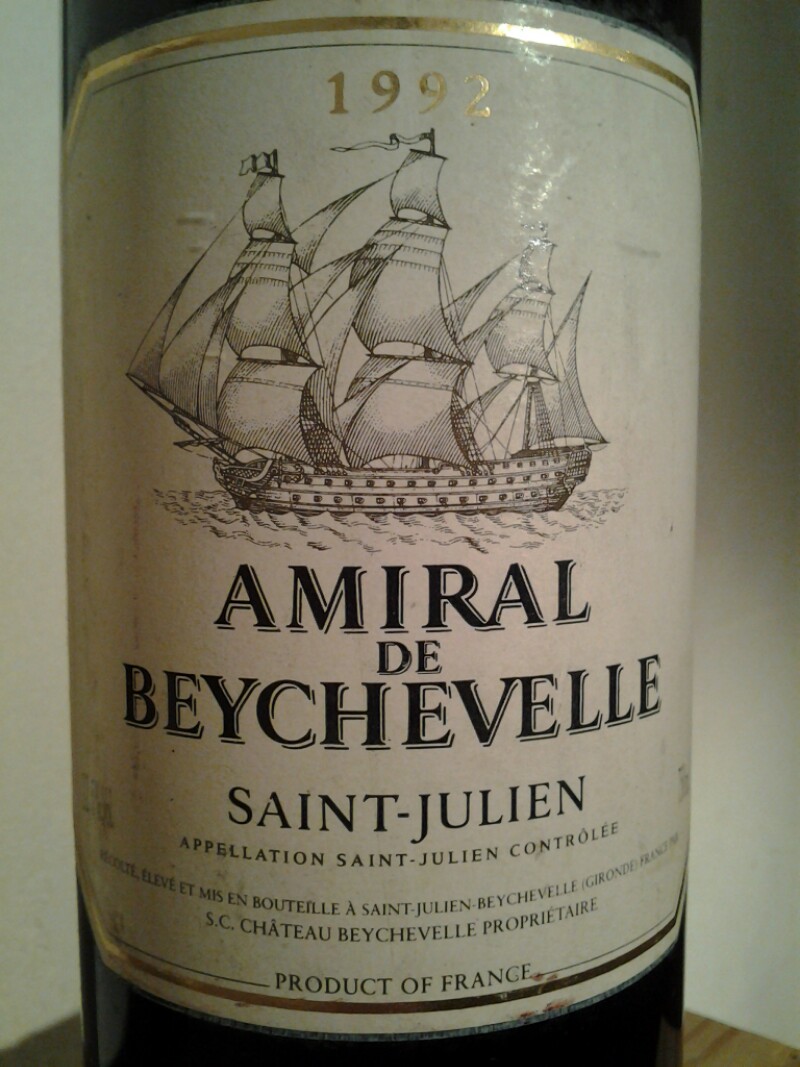 1992
AMIRAL
DE
BEYCHEVELLE
SAINT-JULIEN
APPELLATION SAINT-JULIEN CONTRÔLÉE
RÉCOLTÉ, ÉLEVÉ ET MIS EN BOUTEILLE À SAINT-JULIEN-BEYCHEVELLE (GIRONDE) FRANCE
S.C. CHÂTEAU BEYCHEVELLE PROPRIÉTAIRE
PRODUCT OF FRANCE